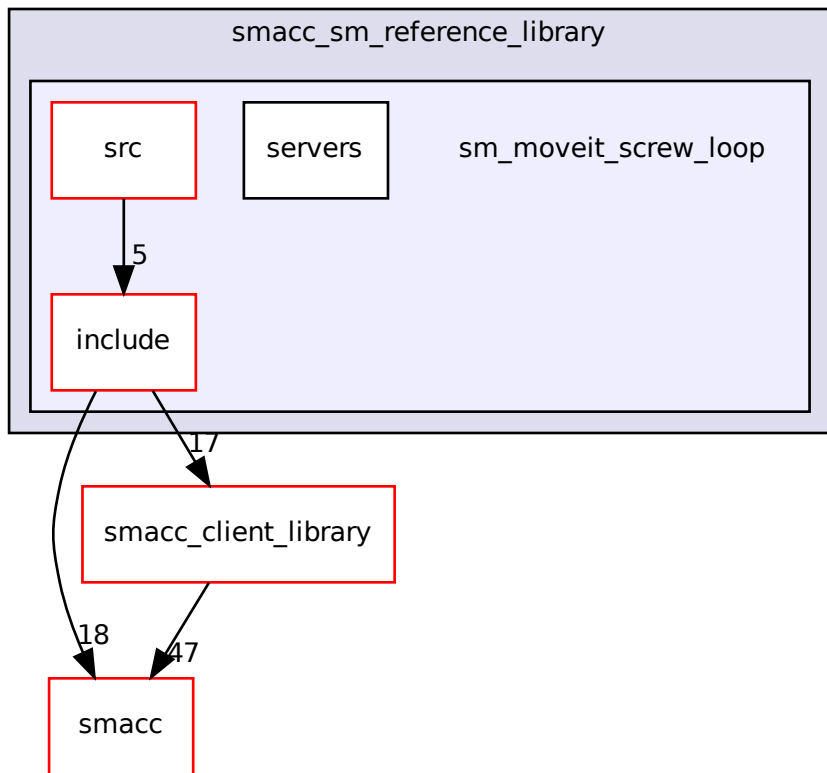 smacc_sm_reference_library
src
servers
sm_moveit_screw_loop
5
include
17
smacc_client_library
18
47
smacc